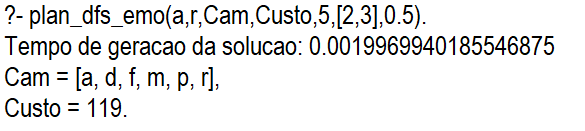 ?- plan_dfs_emo(a,r,Cam,Custo,5,[2,3],0.5).
Tempo de geracao da solucao: 0.0019969940185546875
Cam = [a, d, f, m, p, r],
Custo = 119.